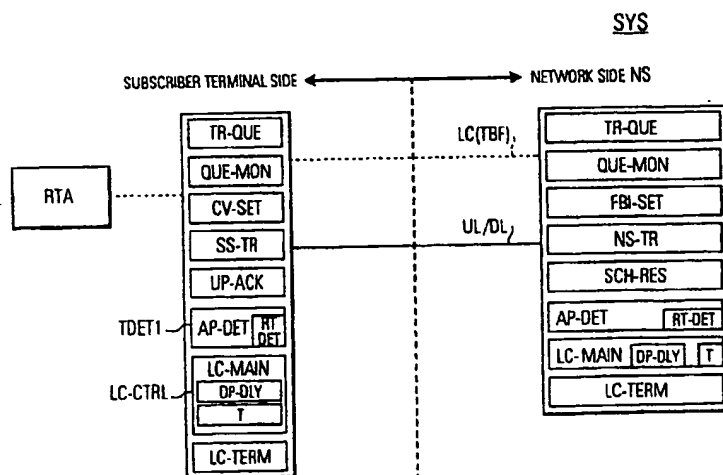 SYS
SUBSCRIBER TERMINAL SIDE
NETWORK SIDE NS
TR-QUE
QUE-MON
CV-SET
SS-TR
UP-ACK
AP-DET
RT
DET
LC-MAIN
DP-DLY
T
LC-TERM
RTA
TDET1
LC-CTRL
LC(TBF)
UL/DL
TR-QUE
QUE-MON
FBI-SET
NS-TR
SCH-RES
AP-DET
RT-DET
LC-MAIN
DP-DLY
T
LC-TERM